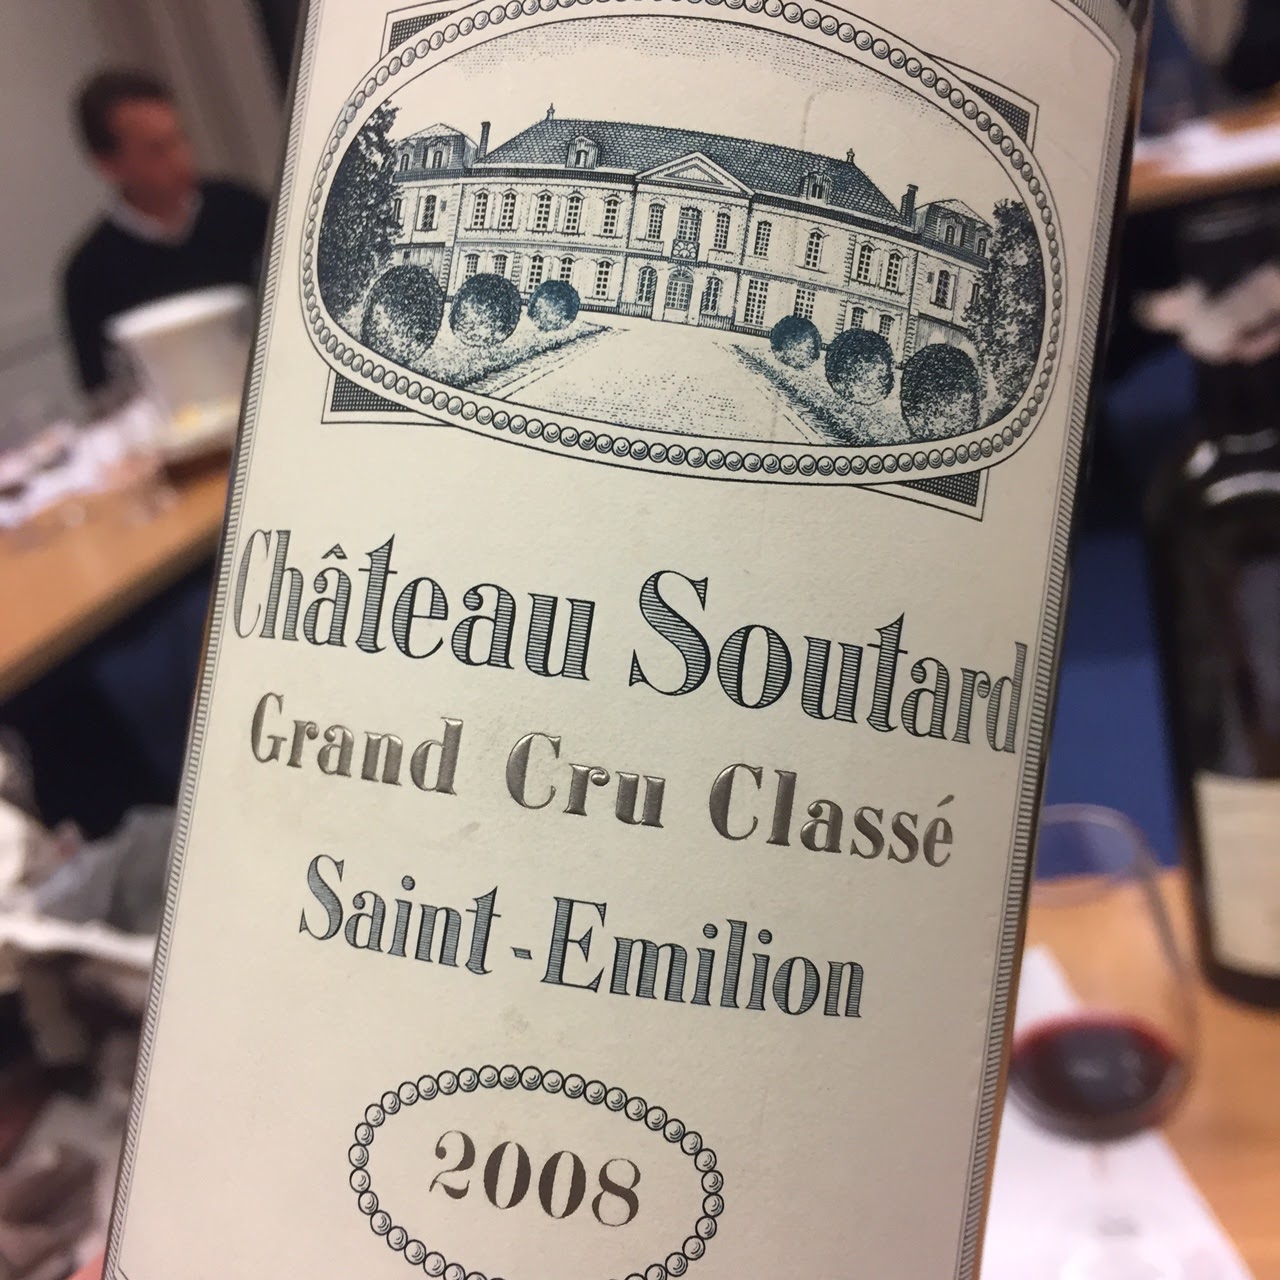 Château Soutard
Grand Cru Classé
Saint-Emilion
2008